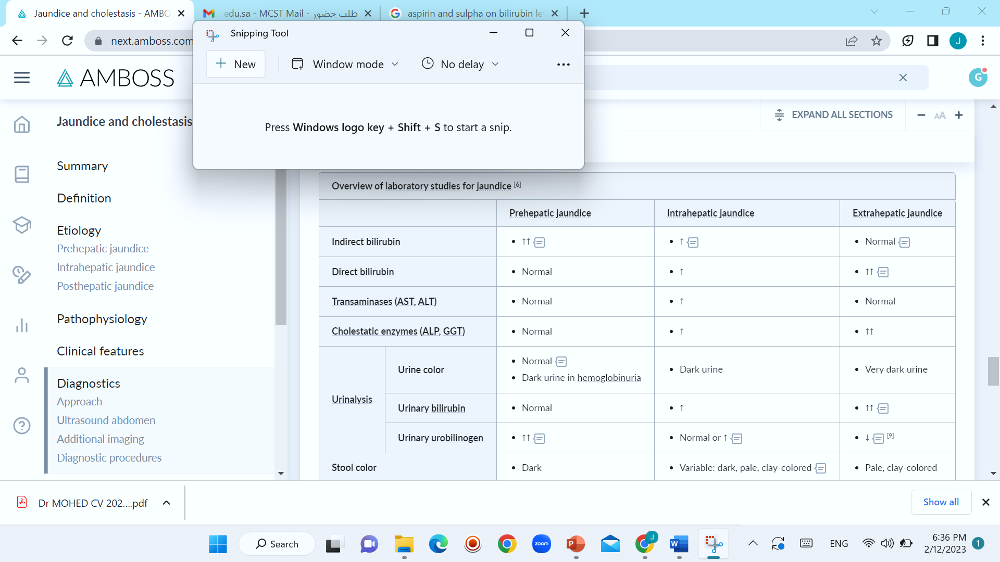 Jaundice and cholestasis - AMBO
edu.sa - MCST Mail - طلب حضور
aspirin and sulpha on bilirubin le
Snipping Tool
next.amboss.com
J
New
Window mode
No delay
AMBOSS
G
Press Windows logo key + Shift + S to start a snip.
Jaundice and cholestasis
EXPAND ALL SECTIONS
AA
Summary
Definition
Etiology
Prehepatic jaundice
Intrahepatic jaundice
Posthepatic jaundice
Pathophysiology
Clinical features
Diagnostics
Approach
Ultrasound abdomen
Additional imaging
Diagnostic procedures
Overview of laboratory studies for jaundice [6]
Prehepatic jaundice Intrahepatic jaundice Extrahepatic jaundice
Indirect bilirubin • ↑↑ • ↑ • Normal
Direct bilirubin • Normal • ↑ • ↑↑
Transaminases (AST, ALT) • Normal • ↑ • Normal
Cholestatic enzymes (ALP, GGT) • Normal • ↑ • ↑↑
Urinalysis
Urine color • Normal
• Dark urine in hemoglobinuria
• Dark urine • Very dark urine
Urinary bilirubin • Normal • ↑ • ↑↑
Urinary urobilinogen • ↑↑ • Normal or ↑ • ↓ [9]
Stool color • Dark • Variable: dark, pale, clay-colored • Pale, clay-colored
Dr MOHED CV 202....pdf
Show all
Search
zoom
P
J
W
ENG
6:36 PM
2/12/2023
1